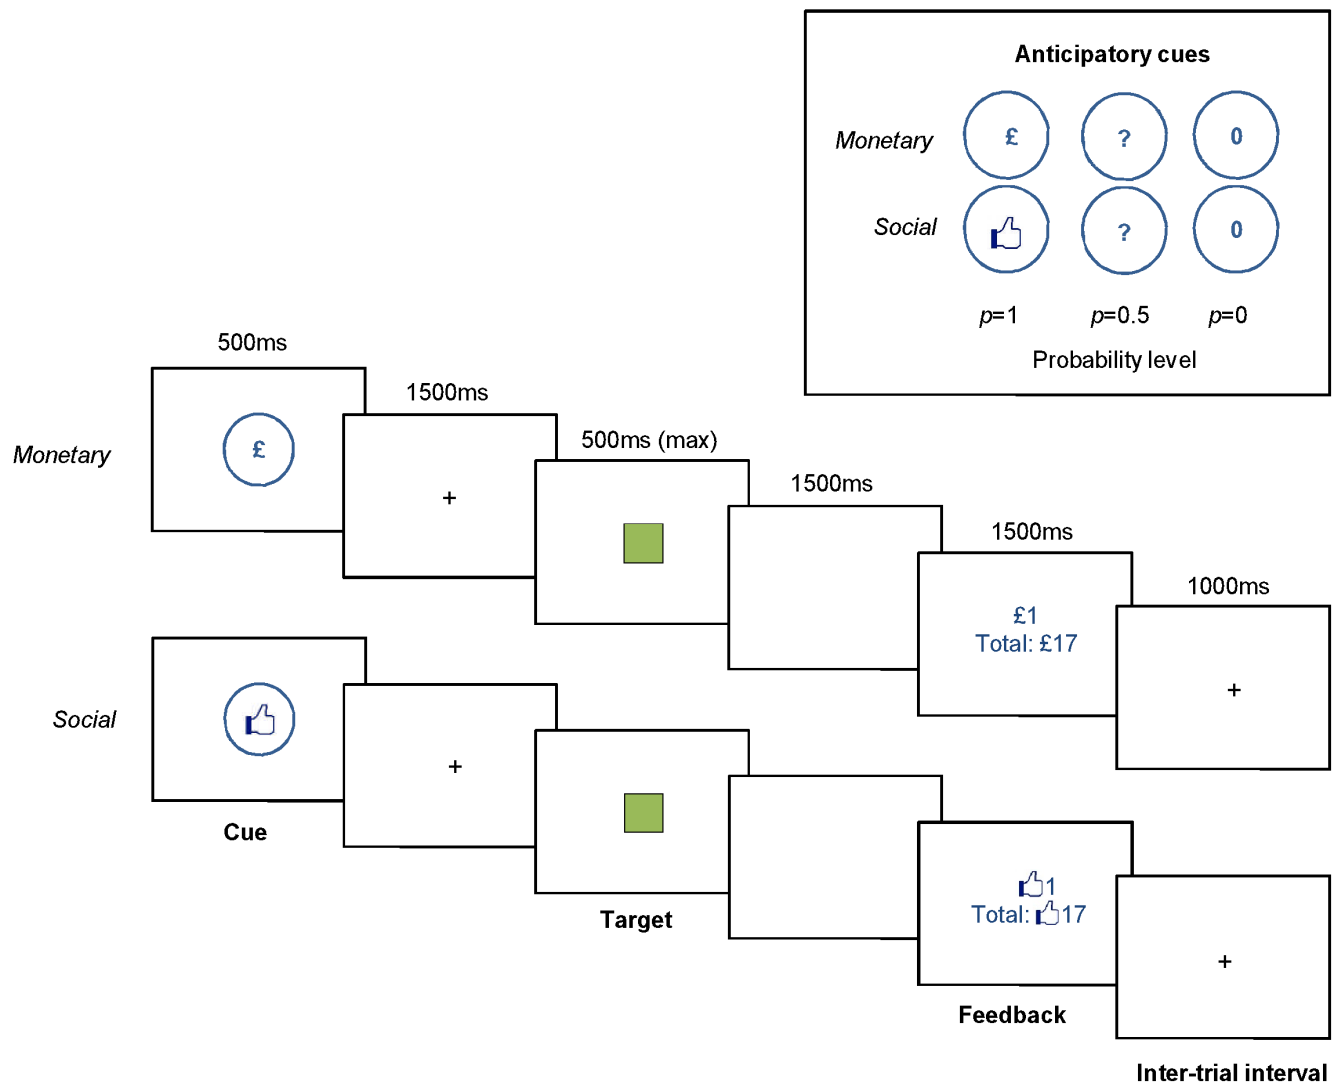 Anticipatory cues
Monetary
£
?
0
Social
?
0
p=1
p=0.5
p=0
Probability level
500ms
1500ms
500ms (max)
1500ms
1500ms
1000ms
Monetary
£
+
£1
Total: £17
+
Social
+
1
Total: 17
+
Cue
Target
Feedback
Inter-trial interval